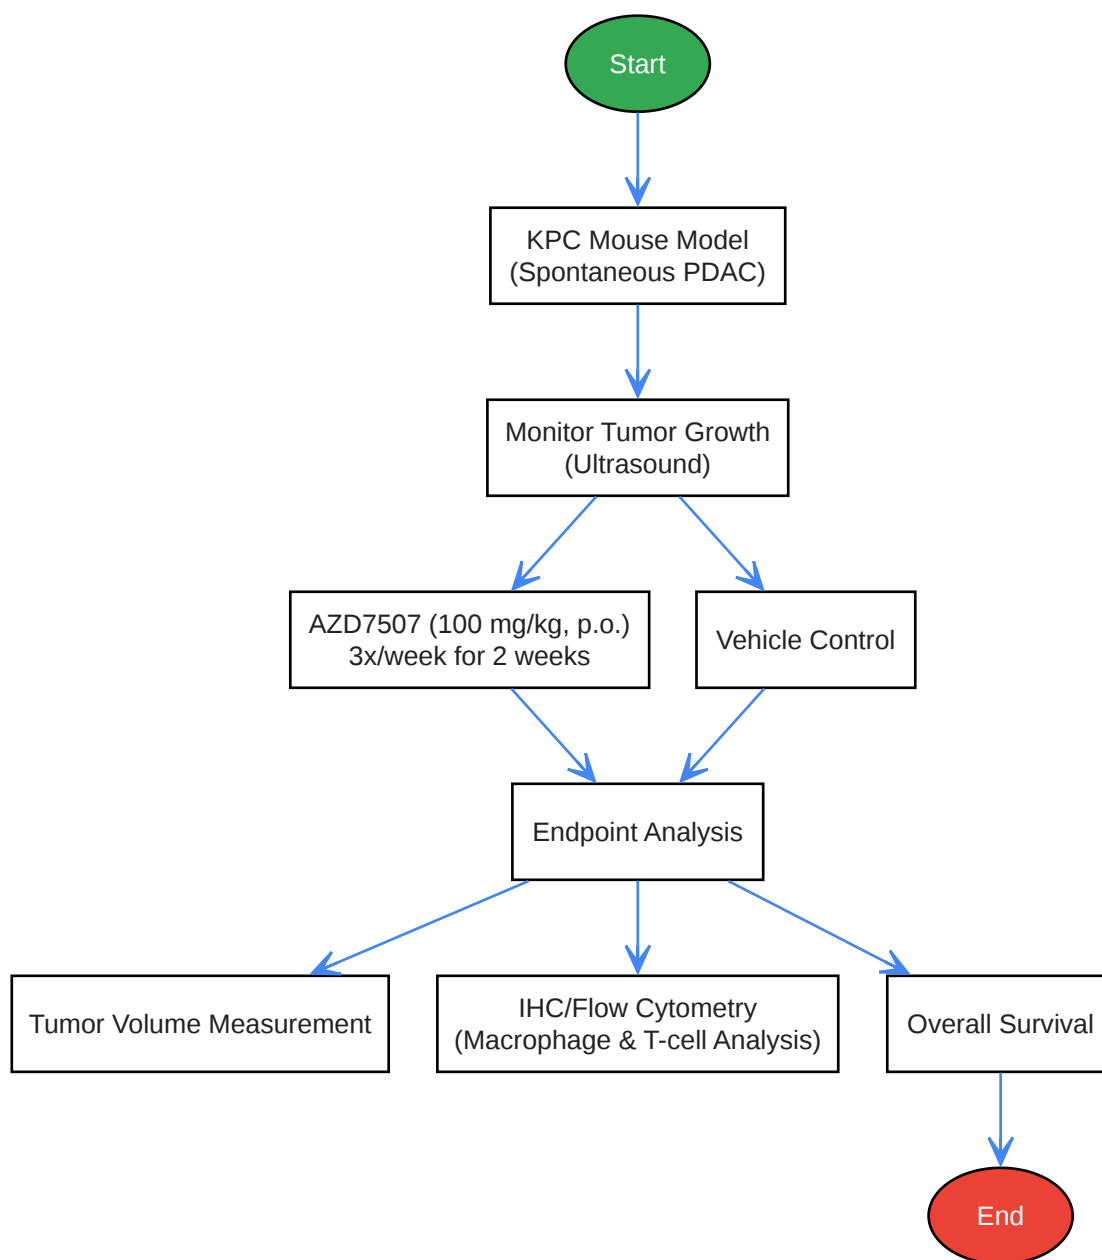 Start
KPC Mouse Model
(Spontaneous PDAC)
Monitor Tumor Growth
(Ultrasound)
AZD7507 (100 mg/kg, p.o.)
3x/week for 2 weeks
Vehicle Control
Endpoint Analysis
Tumor Volume Measurement
IHC/Flow Cytometry
(Macrophage & T-cell Analysis)
Overall Survival
End